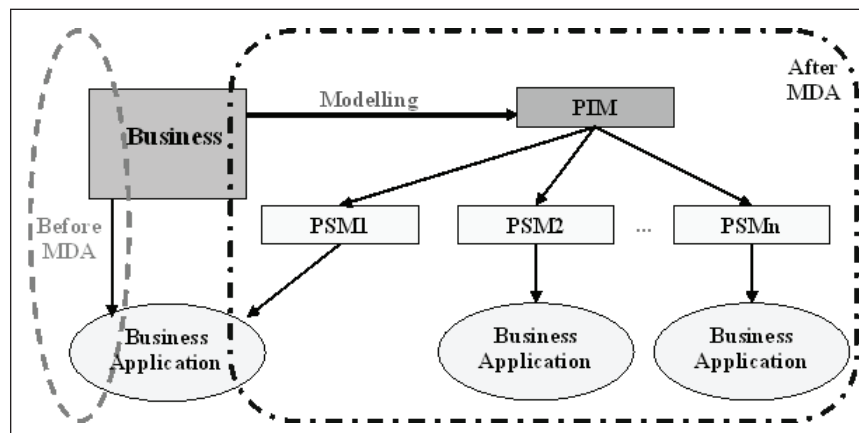 After
MDA
Modelling
PIM
Business
PSM1
PSM2
...
PSMn
Before
MDA
Business
Application
Business
Application
Business
Application